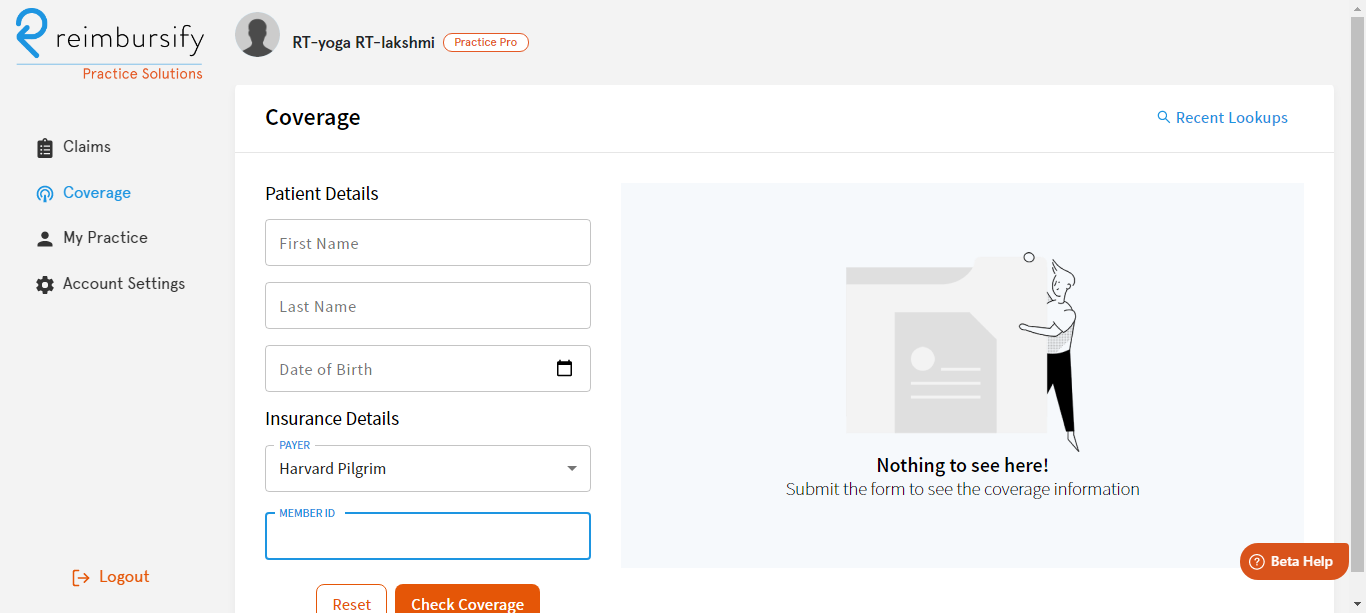 reimbursify
Practice Solutions
RT-yoga RT-lakshmi Practice Pro
Claims
Coverage
My Practice
Account Settings
Logout
Coverage
Recent Lookups
Patient Details
First Name
Last Name
Date of Birth
Insurance Details
PAYER
Harvard Pilgrim
MEMBER ID
Reset Check Coverage
Nothing to see here!
Submit the form to see the coverage information
? Beta Help